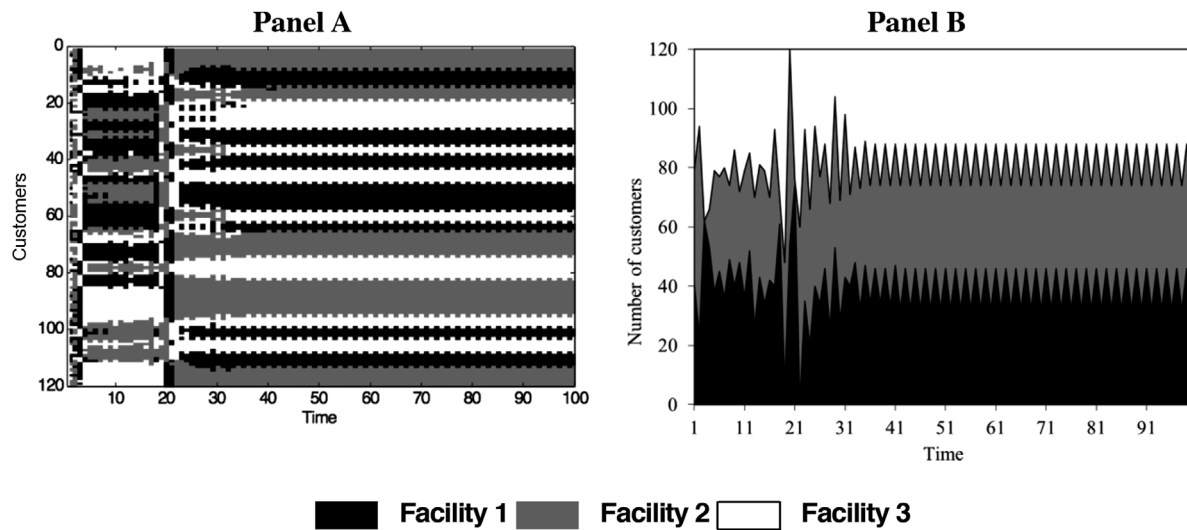 Panel A
Panel B
0
20
40
60
80
100
120
Customers
10 20 30 40 50 60 70 80 90 100
Time
120
100
80
60
40
20
0
Number of customers
1 11 21 31 41 51 61 71 81 91
Time
Facility 1 Facility 2 Facility 3